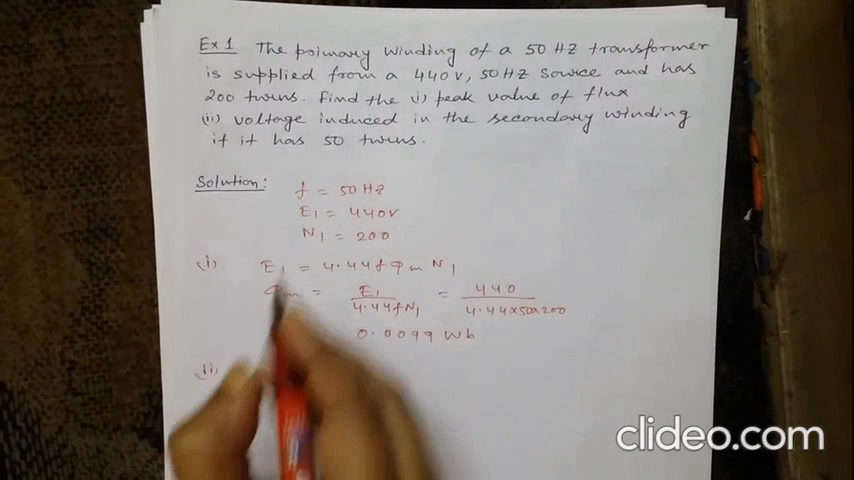 Ex 1 The primary winding of a 50 HZ transformer
is supplied from a 440V, 50HZ source and has
200 turns. Find the (i) peak value of flux
(ii) voltage induced in the secondary winding
if it has 50 turns.
Solution: f = 50 Hz
E1 = 440V
N1 = 200
(i) E1 = 4.44 f φm N1
φm = E1 / 4.44fN1 = 440 / 4.44x50x200
= 0.0099 Wb
(ii)
clideo.com